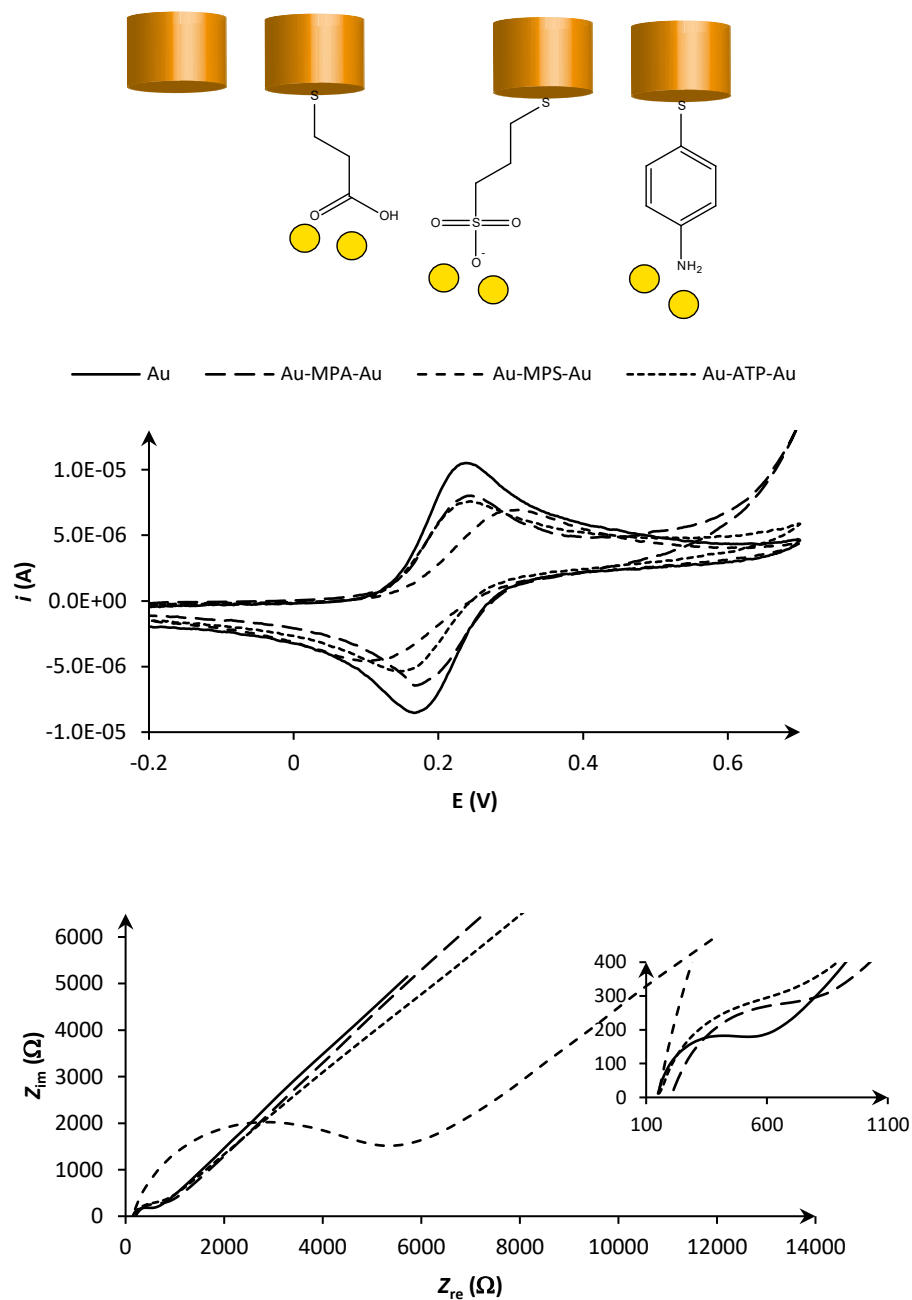 S
S
S
O
OH
O
S
O
O-
NH2
Au
Au-MPA-Au
Au-MPS-Au
Au-ATP-Au
1.0E-05
5.0E-06
0.0E+00
-5.0E-06
-1.0E-05
i (A)
-0.2
0
0.2
0.4
0.6
E (V)
6000
5000
4000
3000
2000
1000
0
Zim (Ω)
400
300
200
100
0
100
600
1100
0
2000
4000
6000
8000
10000
12000
14000
Zre (Ω)